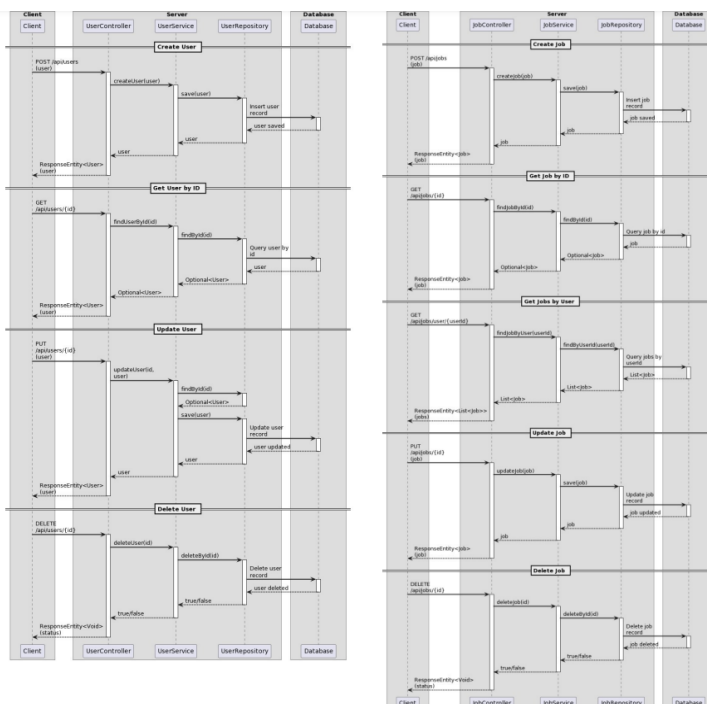 Client
Server
Database
Client
UserController
UserService
UserRepository
Database
Create User
POST /api/users
(user)
createUser(user)
save(user)
Insert user
record
user saved
user
user
ResponseEntity<User>
(user)
Get User by ID
GET
/api/users/{id}
findUserById(id)
findById(id)
Query user by
id
user
Optional<User>
Optional<User>
ResponseEntity<User>
(user)
Update User
PUT
/api/users/{id}
(user)
updateUser(id,
user)
findById(id)
Optional<User>
save(user)
Update user
record
user updated
user
user
ResponseEntity<User>
(user)
Delete User
DELETE
/api/users/{id}
deleteUser(id)
deleteById(id)
Delete user
record
user deleted
true/false
true/false
ResponseEntity<Void>
(status)
Client
UserController
UserService
UserRepository
Database
Client
Server
Database
Client
JobController
JobService
JobRepository
Database
Create Job
POST /api/jobs
(job)
createJob(job)
save(job)
Insert job
record
job saved
job
job
ResponseEntity<Job>
(job)
Get Job by ID
GET
/api/jobs/{id}
findJobById(id)
findById(id)
Query job by id
job
Optional<Job>
Optional<Job>
ResponseEntity<Job>
(job)
Get Jobs by User
GET
/api/jobs/user/{userId}
findJobByUser(userId)
findByUserId(userId)
Query jobs by
userId
List<Job>
List<Job>
List<Job>
ResponseEntity<List<Job>>
(jobs)
Update Job
PUT
/api/jobs/{id}
(job)
updateJob(job)
save(job)
Update job
record
job updated
job
job
ResponseEntity<Job>
(job)
Delete Job
DELETE
/api/jobs/{id}
deleteJob(id)
deleteById(id)
Delete job
record
job deleted
true/false
true/false
ResponseEntity<Void>
(status)
Client
JobController
JobService
JobRepository
Database